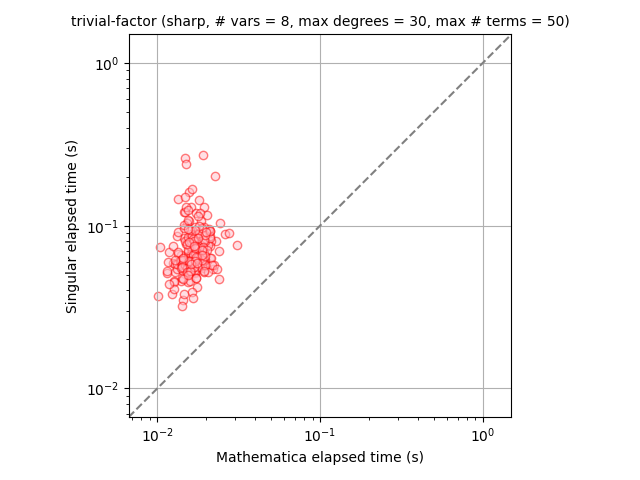 trivial-factor (sharp, # vars = 8, max degrees = 30, max # terms = 50)
10⁰
10⁻¹
10⁻²
Singular elapsed time (s)
10⁻² 10⁻¹ 10⁰
Mathematica elapsed time (s)